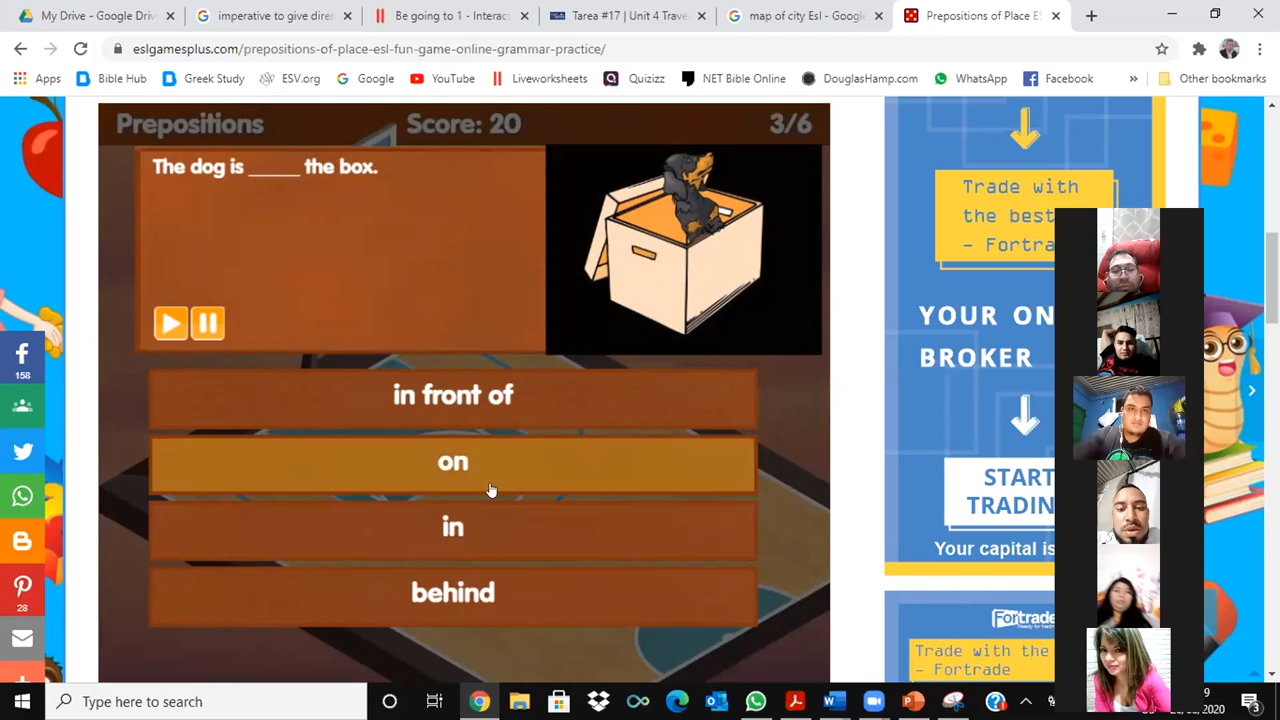 My Drive - Google Driv
imperative to give dire
Be going to 1 - Interac
Tarea #17 | Unit 4 Trave
map of city Esl - Google
Prepositions of Place ES
eslgamesplus.com/prepositions-of-place-esl-fun-game-online-grammar-practice/
Apps
Bible Hub
Greek Study
ESV.org
Google
YouTube
Liveworksheets
Quizizz
NET Bible Online
DouglasHamp.com
WhatsApp
Facebook
»
Other bookmarks
Prepositions
Score: 20
3/6
The dog is _____ the box.
in front of
on
in
behind
158
28
Trade with
the best
- Fortra
YOUR ON
BROKER
START
TRADIN
Your capital is
Fortrade
Trade with the
- Fortrade
Type here to search
3